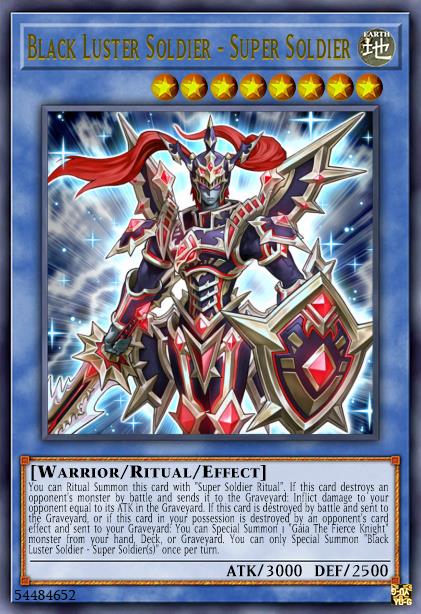 Black Luster Soldier - Super Soldier
EARTH
地
[Warrior/Ritual/Effect]
You can Ritual Summon this card with "Super Soldier Ritual". If this card destroys an
opponent's monster by battle and sends it to the Graveyard: Inflict damage to your
opponent equal to its ATK in the Graveyard. If this card is destroyed by battle and sent to
the Graveyard, or if this card in your possession is destroyed by an opponent's card
effect and sent to your Graveyard: You can Special Summon 1 "Gaia The Fierce Knight"
monster from your hand, Deck, or Graveyard. You can only Special Summon "Black
Luster Soldier - Super Soldier(s)" once per turn.
ATK/3000 DEF/2500
54484652